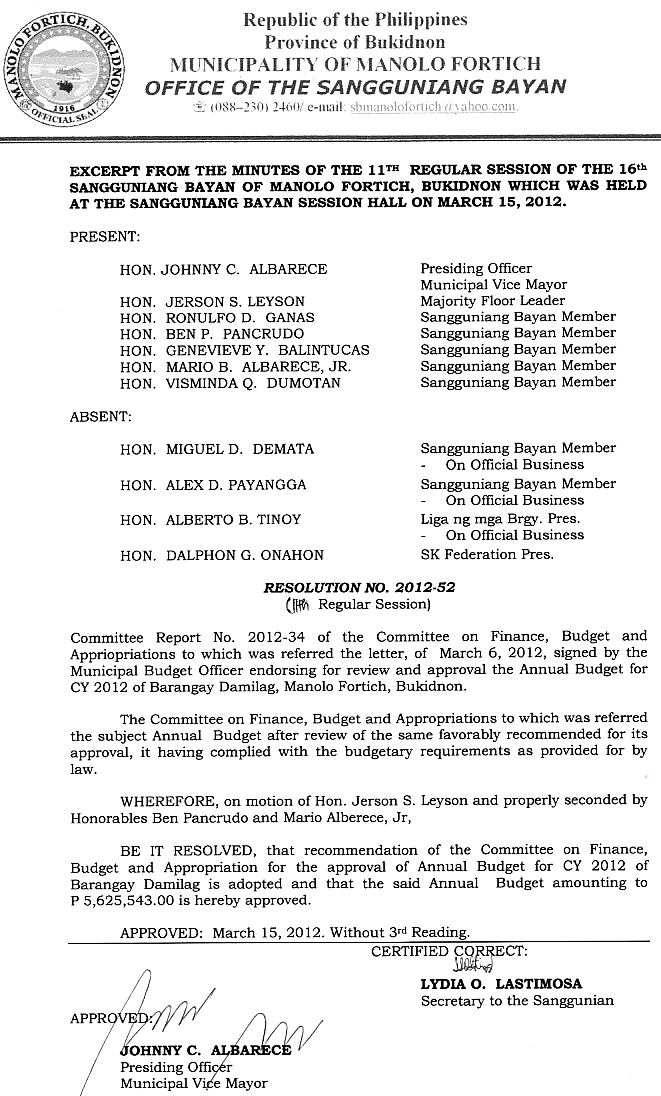 MANOLO FORTICH, BUKIDNON
1916
OFFICIAL SEAL
Republic of the Philippines
Province of Bukidnon
MUNICIPALITY OF MANOLO FORTICH
OFFICE OF THE SANGGUNIANG BAYAN
☏ (088-230) 2460/ e-mail: sbmanolofortich@yahoo.com.
EXCERPT FROM THE MINUTES OF THE 11TH REGULAR SESSION OF THE 16th
SANGGUNIANG BAYAN OF MANOLO FORTICH, BUKIDNON WHICH WAS HELD
AT THE SANGGUNIANG BAYAN SESSION HALL ON MARCH 15, 2012.
PRESENT:
HON. JOHNNY C. ALBARECE Presiding Officer
Municipal Vice Mayor
HON. JERSON S. LEYSON Majority Floor Leader
HON. RONULFO D. GANAS Sangguniang Bayan Member
HON. BEN P. PANCRUDO Sangguniang Bayan Member
HON. GENEVIEVE Y. BALINTUCAS Sangguniang Bayan Member
HON. MARIO B. ALBARECE, JR. Sangguniang Bayan Member
HON. VISMINDA Q. DUMOTAN Sangguniang Bayan Member
ABSENT:
HON. MIGUEL D. DEMATA Sangguniang Bayan Member
- On Official Business
HON. ALEX D. PAYANGGA Sangguniang Bayan Member
- On Official Business
HON. ALBERTO B. TINOY Liga ng mga Brgy. Pres.
- On Official Business
HON. DALPHON G. ONAHON SK Federation Pres.
RESOLUTION NO. 2012-52
Regular Session)
Committee Report No. 2012-34 of the Committee on Finance, Budget and
Appriopriations to which was referred the letter, of March 6, 2012, signed by the
Municipal Budget Officer endorsing for review and approval the Annual Budget for
CY 2012 of Barangay Damilag, Manolo Fortich, Bukidnon.
The Committee on Finance, Budget and Appropriations to which was referred
the subject Annual Budget after review of the same favorably recommended for its
approval, it having complied with the budgetary requirements as provided for by
law.
WHEREFORE, on motion of Hon. Jerson S. Leyson and properly seconded by
Honorables Ben Pancrudo and Mario Alberece, Jr,
BE IT RESOLVED, that recommendation of the Committee on Finance,
Budget and Appropriation for the approval of Annual Budget for CY 2012 of
Barangay Damilag is adopted and that the said Annual Budget amounting to
P 5,625,543.00 is hereby approved.
APPROVED: March 15, 2012. Without 3rd Reading.
CERTIFIED CORRECT:
LYDIA O. LASTIMOSA
Secretary to the Sanggunian
APPROVED:
JOHNNY C. ALBARECE
Presiding Officer
Municipal Vice Mayor